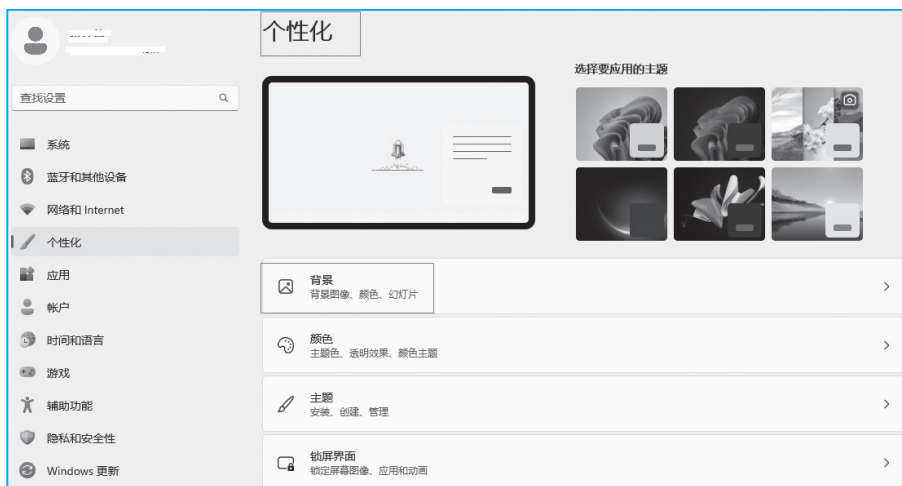 个性化
查找设置
系统
蓝牙和其他设备
网络和 Internet
个性化
应用
帐户
时间和语言
游戏
辅助功能
隐私和安全性
Windows 更新
选择要应用的主题
背景
背景图像、颜色、幻灯片
颜色
主题色、透明效果、颜色主题
主题
安装、创建、管理
锁屏界面
锁定屏幕图像、应用和动画